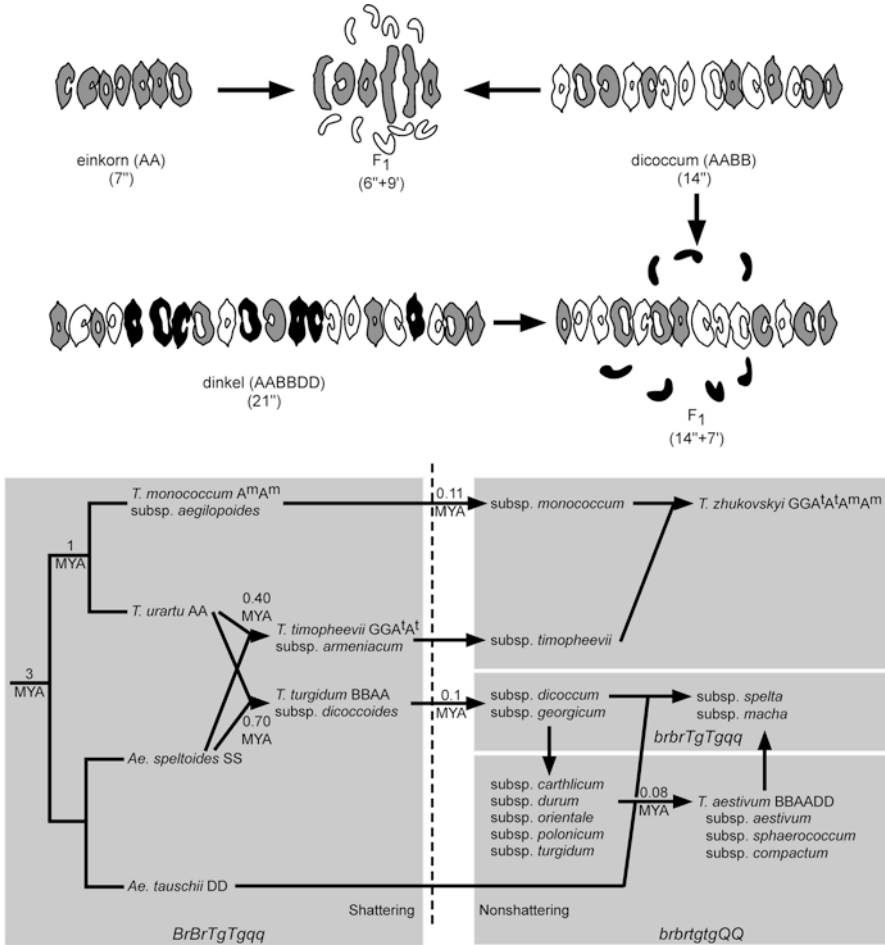 einkorn (AA)
(7")
F1
(6"+9')
dicoccum (AABB)
(14")
dinkel (AABBDD)
(21")
F1
(14"+7')
3
MYA
1
MYA
T. monococcum AᵐAᵐ
subsp. aegilopoides
0.11
MYA
subsp. monococcum
T. zhukovskyi GGAᵗAᵗAᵐAᵐ
T. urartu AA
0.40
MYA
T. timopheevii GGAᵗAᵗ
subsp. armeniacum
subsp. timopheevii
T. turgidum BBAA
subsp. dicoccoides
0.70
MYA
0.1
MYA
subsp. dicoccum
subsp. georgicum
subsp. spelta
subsp. macha
brbrTgTgqq
Ae. speltoides SS
subsp. carthlicum
subsp. durum
subsp. orientale
subsp. polonicum
subsp. turgidum
0.08
MYA
T. aestivum BBAADD
subsp. aestivum
subsp. sphaerococcum
subsp. compactum
Ae. tauschii DD
Shattering
Nonshattering
BrBrTgTgqq
brbrtgtgQQ